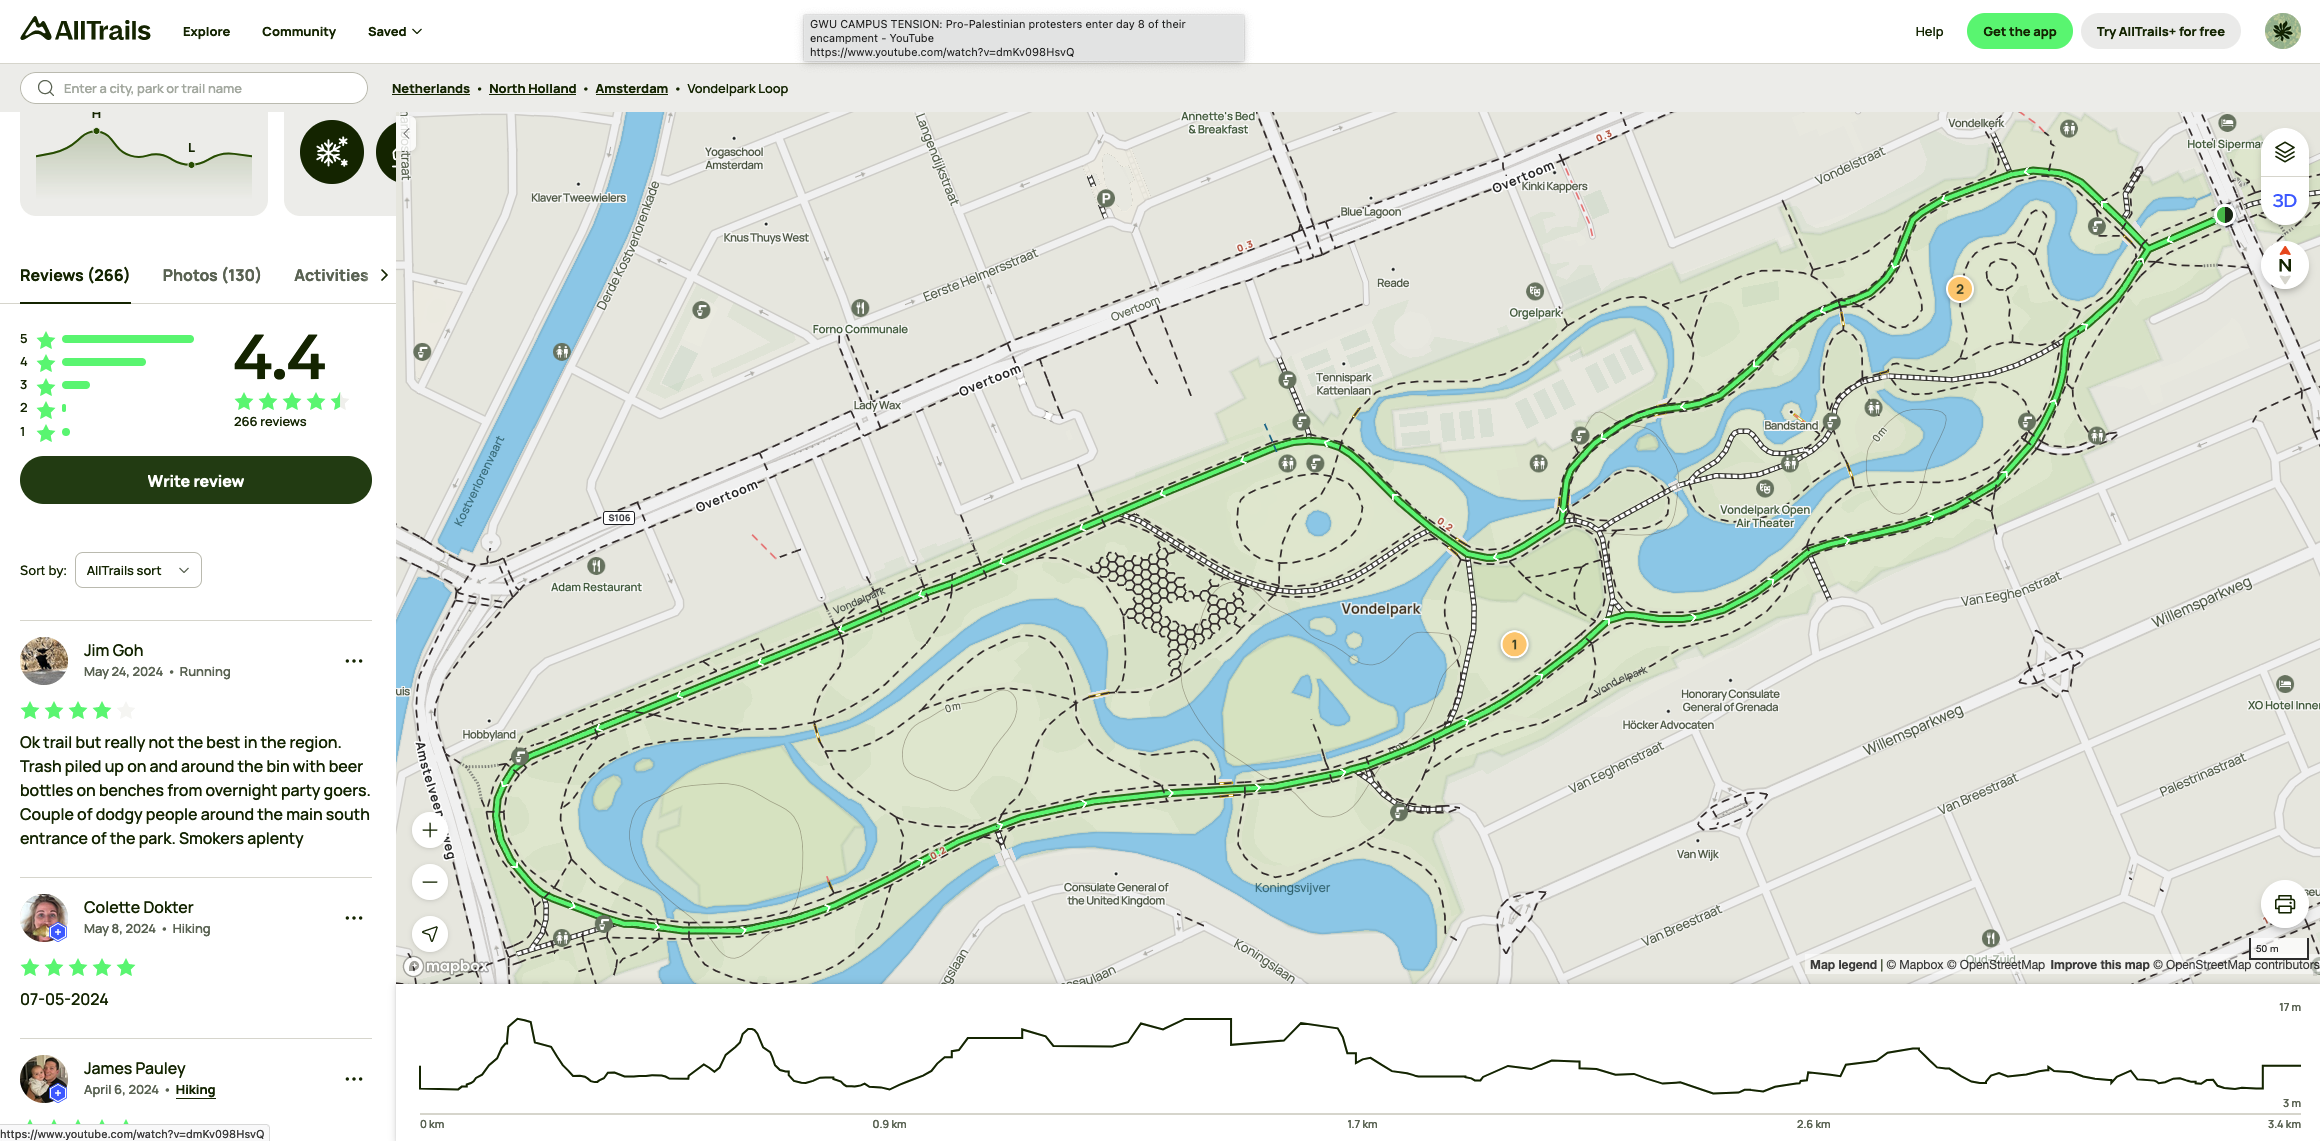 AllTrails
Explore
Community
Saved
GWU CAMPUS TENSION: Pro-Palestinian protesters enter day 8 of their
encampment - YouTube
https://www.youtube.com/watch?v=dmKv098HsvQ
Help
Get the app
Try AllTrails+ for free
Enter a city, park or trail name
Netherlands • North Holland • Amsterdam • Vondelpark Loop
H
L
Reviews (266)
Photos (130)
Activities
5
4
3
2
1
4.4
266 reviews
Write review
Sort by:
AllTrails sort
Jim Goh
May 24, 2024 • Running
Ok trail but really not the best in the region.
Trash piled up on and around the bin with beer
bottles on benches from overnight party goers.
Couple of dodgy people around the main south
entrance of the park. Smokers aplenty
Colette Dokter
May 8, 2024 • Hiking
07-05-2024
James Pauley
April 6, 2024 • Hiking
https://www.youtube.com/watch?v=dmKv098HsvQ
Annette's Bed
& Breakfast
Vondelkerk
Hotel Sipermann
Yogaschool
Amsterdam
Langendijkstraat
P
0.3
Overtoom
Kinki Kappers
Vondelstraat
3D
N
Klaver Tweewielers
Derde Kostverlorenkade
Knus Thuys West
Blue Lagoon
0.3
Eerste Helmersstraat
Reade
2
Overtoom
Orgelpark
Forno Communale
Overtoom
Tennispark
Kattenlaan
Lady Wax
Bandstand
0m
Kostverlorenvaart
Overtoom
S106
Vondelpark Open
Air Theater
0.2
Adam Restaurant
Vondelpark
Vondelpark
Van Eeghenstraat
Willemsparkweg
1
Vondelpark
uis
Honorary Consulate
General of Grenada
Höcker Advocaten
XO Hotel Inner
Hobbyland
0m
0m
Willemsparkweg
Van Eeghenstraat
Amstelveenseweg
Van Breestraat
Palestrinastraat
0.2
Van Wijk
Consulate General of
the United Kingdom
Koningsvijver
Van Breestraat
Koningslaan
ngslaan
ssaulaan
Oud-Zuid
50 m
mapbox
Map legend | © Mapbox © OpenStreetMap Improve this map © OpenStreetMap contributors
17 m
3 m
0 km
0.9 km
1.7 km
2.6 km
3.4 km